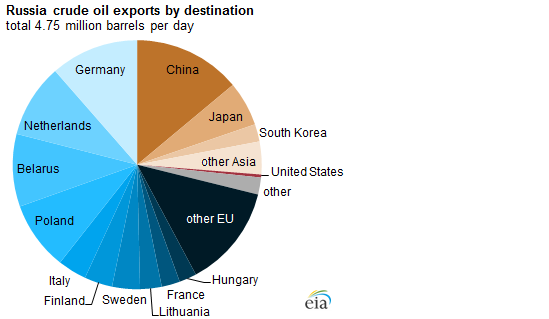 Russia crude oil exports by destination
total 4.75 million barrels per day
Germany
China
Japan
Netherlands
South Korea
other Asia
Belarus
United States
other
Poland
other EU
Italy
Hungary
Finland
Sweden
France
Lithuania
eia